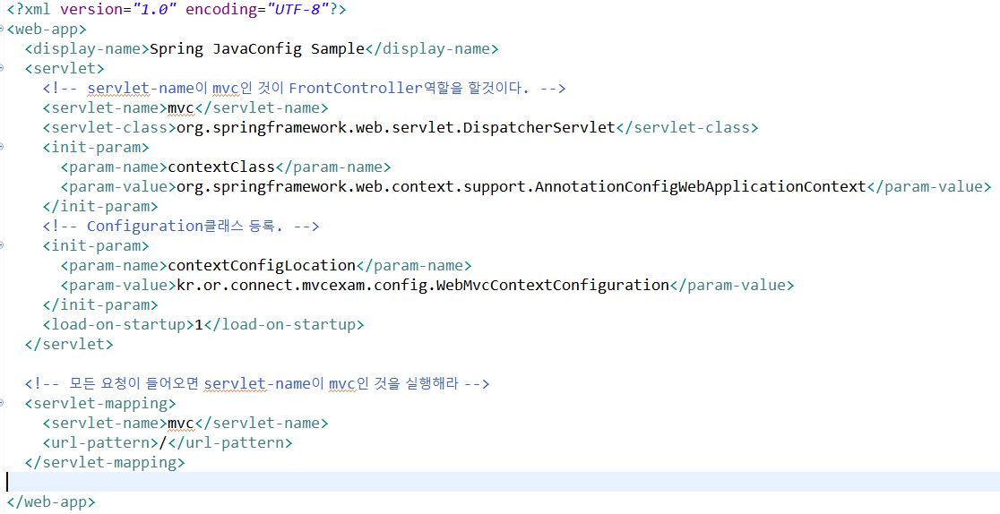 <?xml version="1.0" encoding="UTF-8"?>
<web-app>
  <display-name>Spring JavaConfig Sample</display-name>
  <servlet>
    <!-- servlet-name이 mvc인 것이 FrontController역할을 할것이다. -->
    <servlet-name>mvc</servlet-name>
    <servlet-class>org.springframework.web.servlet.DispatcherServlet</servlet-class>
    <init-param>
      <param-name>contextClass</param-name>
      <param-value>org.springframework.web.context.support.AnnotationConfigWebApplicationContext</param-value>
    </init-param>
    <!-- Configuration클래스 등록. -->
    <init-param>
      <param-name>contextConfigLocation</param-name>
      <param-value>kr.or.connect.mvcexam.config.WebMvcContextConfiguration</param-value>
    </init-param>
    <load-on-startup>1</load-on-startup>
  </servlet>

  <!-- 모든 요청이 들어오면 servlet-name이 mvc인 것을 실행해라 -->
  <servlet-mapping>
    <servlet-name>mvc</servlet-name>
    <url-pattern>/</url-pattern>
  </servlet-mapping>

</web-app>